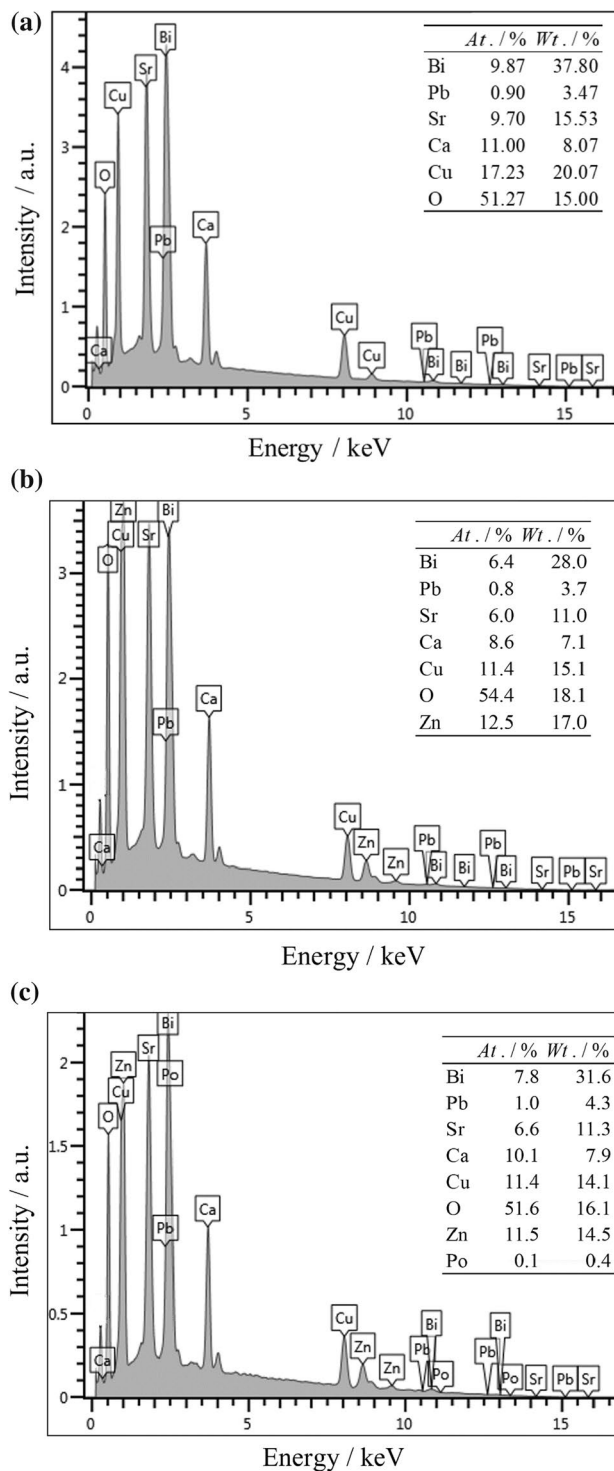 (a)
At. / % Wt. / %
Bi 9.87 37.80
Pb 0.90 3.47
Sr 9.70 15.53
Ca 11.00 8.07
Cu 17.23 20.07
O 51.27 15.00
Bi
Sr
Cu
O
Pb
Ca
Ca
Cu
Cu
Pb
Bi
Bi
Pb
Bi
Sr
Pb
Sr
4
3
2
1
0
0 5 10 15
Intensity / a.u.
Energy / keV
(b)
At. / % Wt. / %
Bi 6.4 28.0
Pb 0.8 3.7
Sr 6.0 11.0
Ca 8.6 7.1
Cu 11.4 15.1
O 54.4 18.1
Zn 12.5 17.0
Zn
Bi
Cu
Sr
O
Pb
Ca
Ca
Cu
Zn
Zn
Pb
Bi
Bi
Pb
Bi
Sr
Pb
Sr
3
2
1
0
0 5 10 15
Intensity / a.u.
Energy / keV
(c)
At. / % Wt. / %
Bi 7.8 31.6
Pb 1.0 4.3
Sr 6.6 11.3
Ca 10.1 7.9
Cu 11.4 14.1
O 51.6 16.1
Zn 11.5 14.5
Po 0.1 0.4
Bi
Sr
Zn
Po
Cu
O
Pb
Ca
Ca
Cu
Zn
Zn
Pb
Bi
Po
Pb
Bi
Po
Sr
Pb
Sr
2
1.5
1
0.5
0
0 5 10 15
Intensity / a.u.
Energy / keV